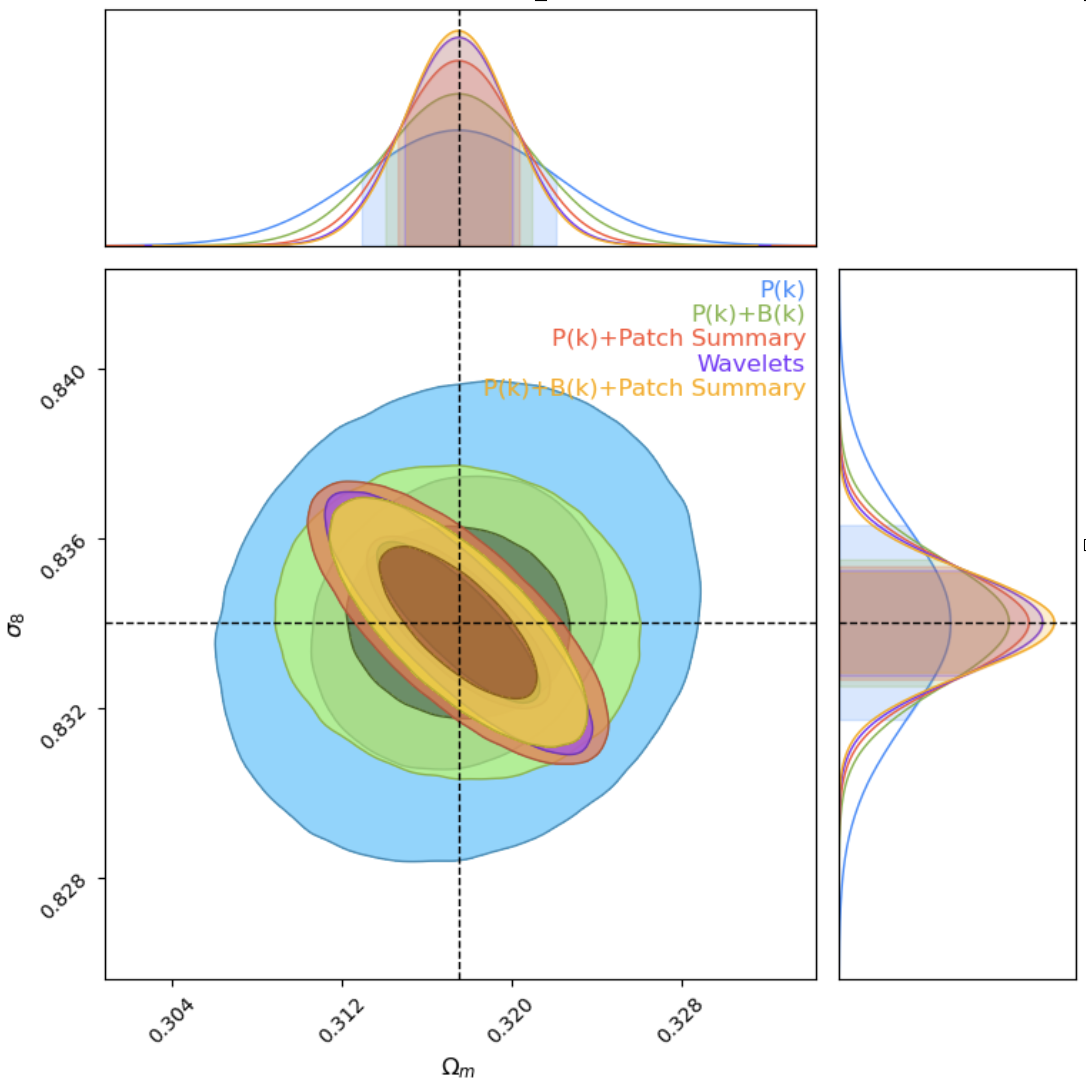 P(k)
P(k)+B(k)
P(k)+Patch Summary
Wavelets
P(k)+B(k)+Patch Summary
0.840
0.836
0.832
0.828
σ8
0.304
0.312
0.320
0.328
Ωm